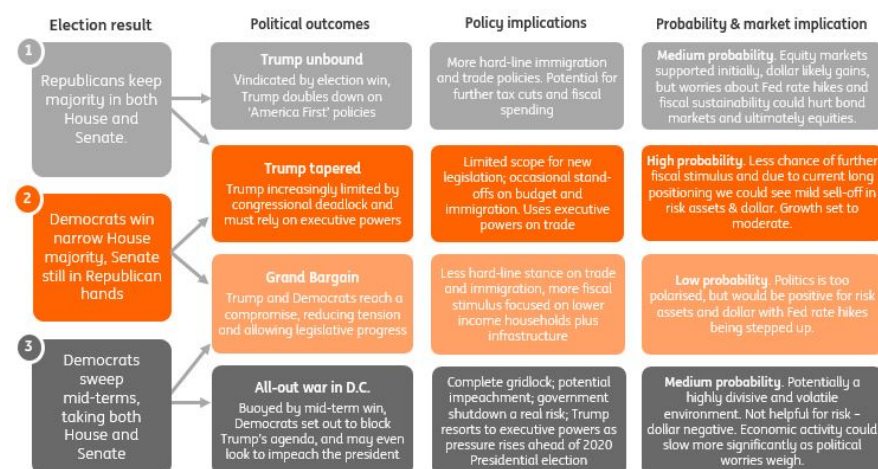 Election result
Political outcomes
Policy implications
Probability & market implication
1
Republicans keep
majority in both
House and
Senate.
Trump unbound
Vindicated by election win,
Trump doubles down on
'America First' policies
More hard-line immigration
and trade policies. Potential for
further tax cuts and fiscal
spending
Medium probability. Equity markets
supported initially, dollar likely gains,
but worries about Fed rate hikes and
fiscal sustainability could hurt bond
markets and ultimately equities.
2
Democrats win
narrow House
majority, Senate
still in Republican
hands
Trump tapered
Trump increasingly limited by
congressional deadlock and
must rely on executive powers
Limited scope for new
legislation; occasional stand-
offs on budget and
immigration. Uses executive
powers on trade
High probability. Less chance of further
fiscal stimulus and due to current long
positioning we could see mild sell-off in
risk assets & dollar. Growth set to
moderate.
Grand Bargain
Trump and Democrats reach a
compromise, reducing tension
and allowing legislative progress
Less hard-line stance on trade
and immigration, more fiscal
stimulus focused on lower
income households plus
infrastructure
Low probability. Politics is too
polarised, but would be positive for risk
assets and dollar with Fed rate hikes
being stepped up.
3
Democrats
sweep
mid-terms,
taking both
House and
Senate
All-out war in D.C.
Buoyed by mid-term win,
Democrats set out to block
Trump's agenda, and may even
look to impeach the president
Complete gridlock; potential
impeachment; government
shutdown a real risk; Trump
resorts to executive powers as
pressure rises ahead of 2020
Presidential election
Medium probability. Potentially a
highly divisive and volatile
environment. Not helpful for risk –
dollar negative. Economic activity could
slow more significantly as political
worries weigh.